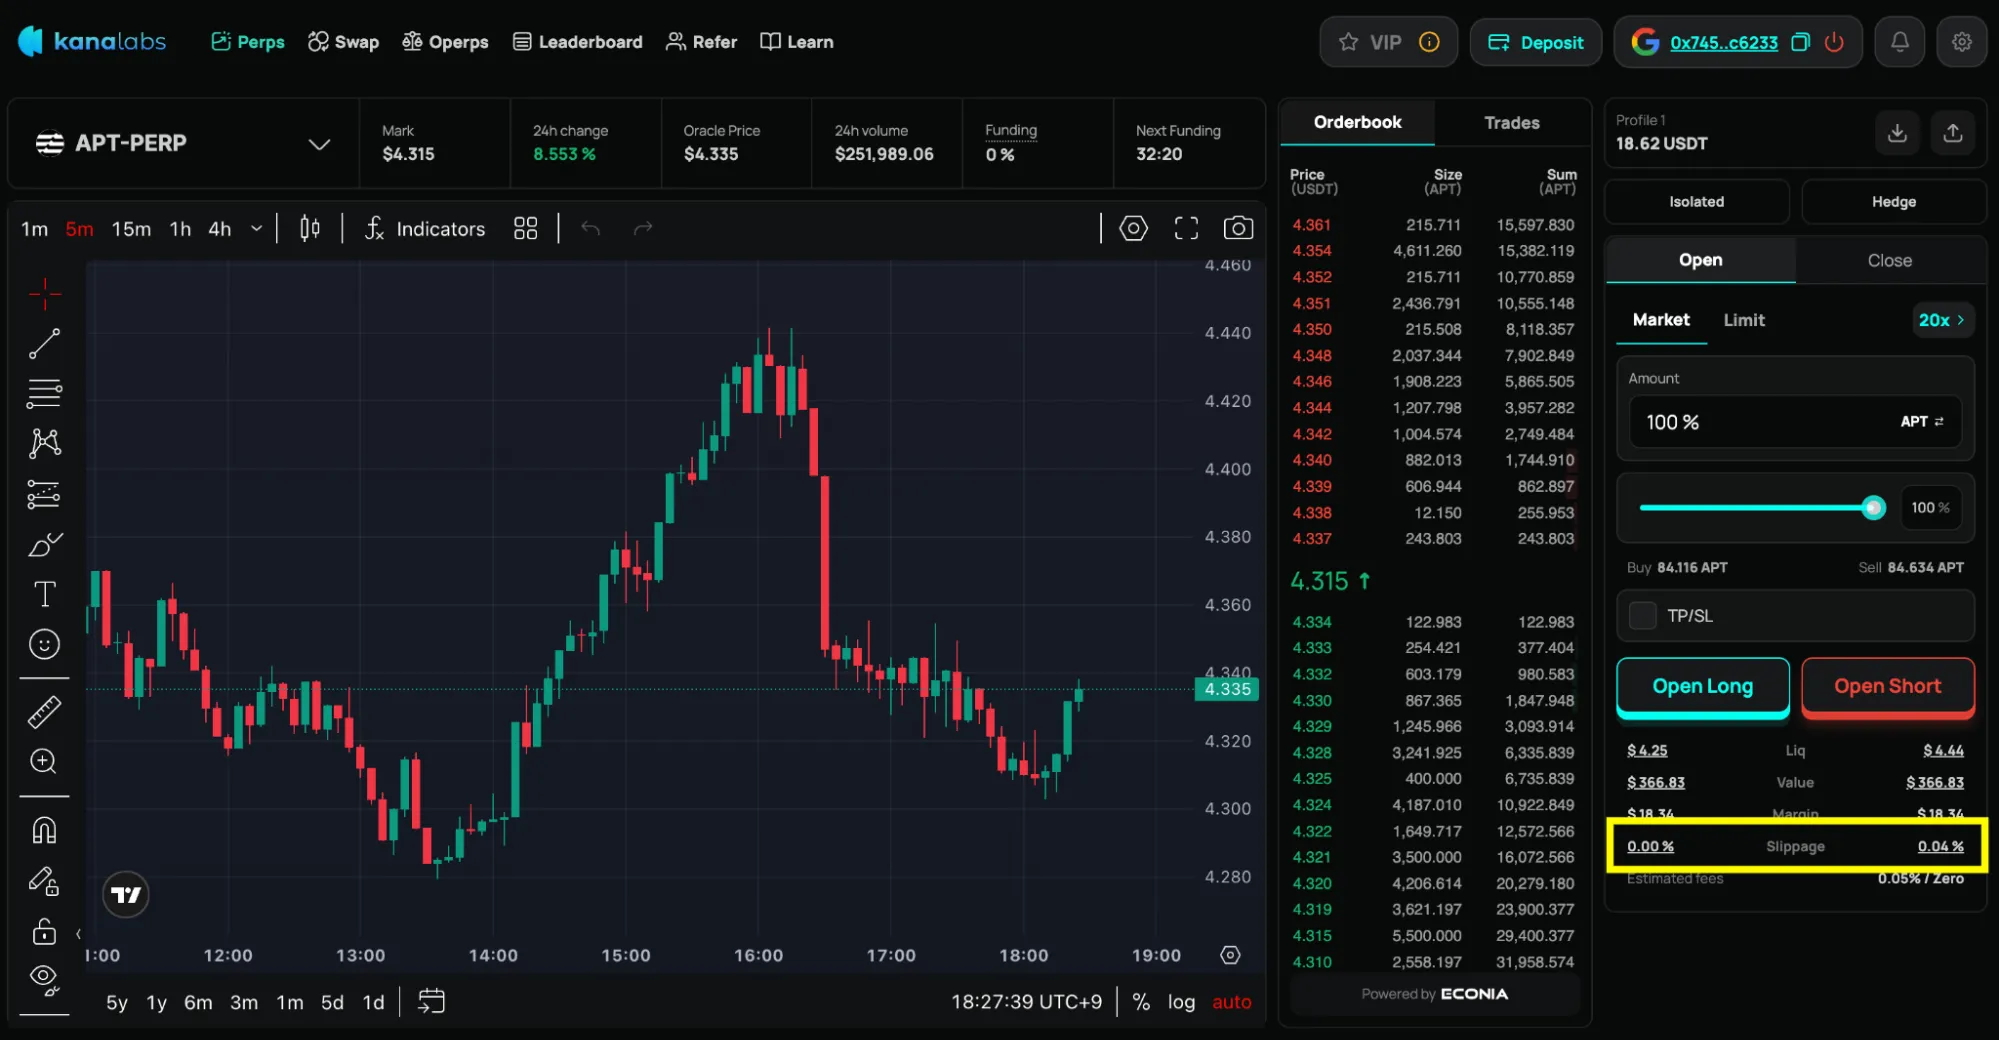 kanalabs Perps Swap Operps Leaderboard Refer Learn VIP Deposit 0x745..c6233
APT-PERP
Mark
$4.315
24h change
8.553 %
Oracle Price
$4.335
24h volume
$251,989.06
Funding
0 %
Next Funding
32:20
1m 5m 15m 1h 4h Indicators
4.460
4.440
4.420
4.400
4.380
4.360
4.340
4.335
4.320
4.300
4.280
1:00 12:00 13:00 14:00 15:00 16:00 17:00 18:00 19:00
5y 1y 6m 3m 1m 5d 1d 18:27:39 UTC+9 % log auto
Orderbook Trades
Price Size Sum
(USDT) (APT) (APT)
4.361 215.711 15,597.830
4.354 4,611.260 15,382.119
4.352 215.711 10,770.859
4.351 2,436.791 10,555.148
4.350 215.508 8,118.357
4.348 2,037.344 7,902.849
4.346 1,908.223 5,865.505
4.344 1,207.798 3,957.282
4.342 1,004.574 2,749.484
4.340 882.013 1,744.910
4.339 606.944 862.897
4.338 12.150 255.953
4.337 243.803 243.803
4.315
4.334 122.983 122.983
4.333 254.421 377.404
4.332 603.179 980.583
4.330 867.365 1,847.948
4.329 1,245.966 3,093.914
4.328 3,241.925 6,335.839
4.325 400.000 6,735.839
4.324 4,187.010 10,922.849
4.322 1,649.717 12,572.566
4.321 3,500.000 16,072.566
4.320 4,206.614 20,279.180
4.319 3,621.197 23,900.377
4.315 5,500.000 29,400.377
4.310 2,558.197 31,958.574
Powered by ECONIA
Profile 1
18.62 USDT
Isolated Hedge
Open Close
Market Limit 20x
Amount
100 % APT
100 %
Buy 84.116 APT Sell 84.634 APT
TP/SL
Open Long Open Short
$ 4.25 Liq $ 4.44
$ 366.83 Value $ 366.83
$ 18.34 Margin $ 18.34
0.00 % Slippage 0.04 %
Estimated fees 0.05% / Zero